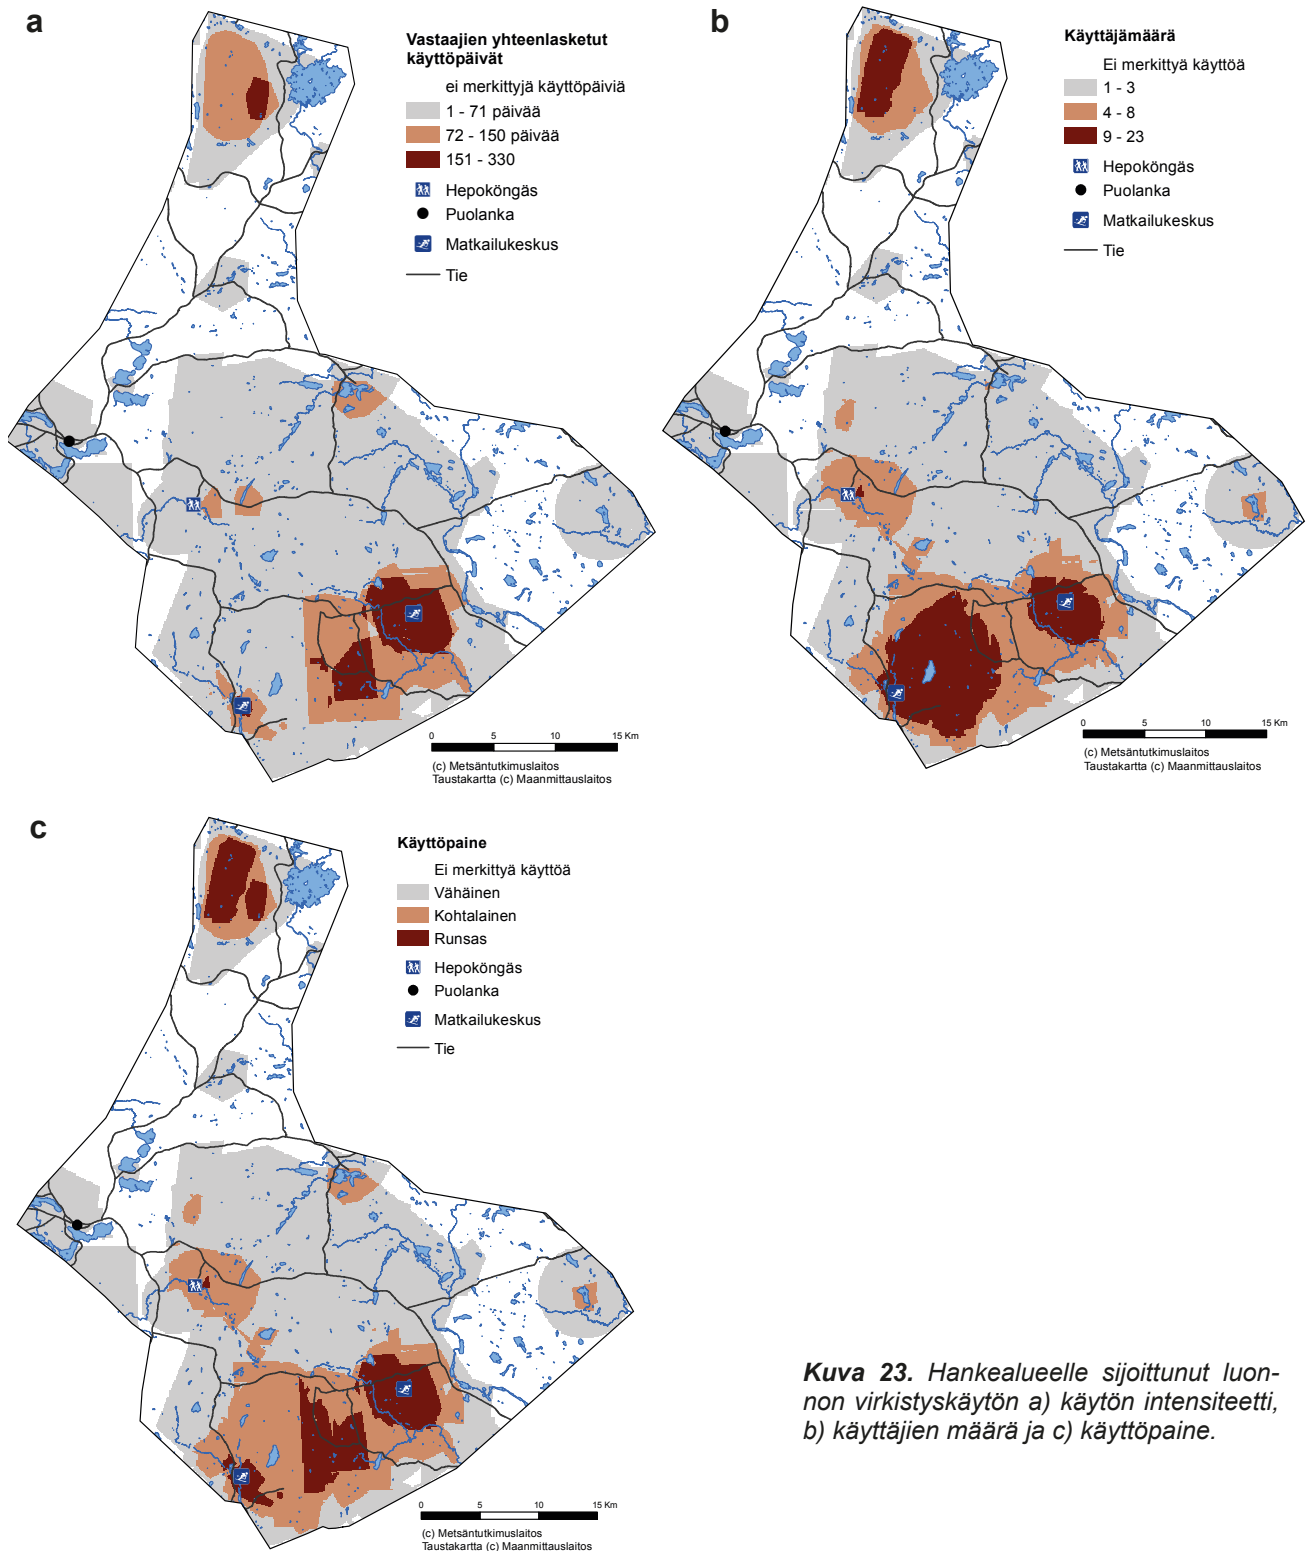 a
Vastaajien yhteenlasketut
käyttöpäivät
ei merkittyjä käyttöpäiviä
1 - 71 päivää
72 - 150 päivää
151 - 330
Hepoköngäs
Puolanka
Matkailukeskus
Tie
0 5 10 15 Km
(c) Metsäntutkimuslaitos
Taustakartta (c) Maanmittauslaitos
b
Käyttäjämäärä
Ei merkittyä käyttöä
1 - 3
4 - 8
9 - 23
Hepoköngäs
Puolanka
Matkailukeskus
Tie
0 5 10 15 Km
(c) Metsäntutkimuslaitos
Taustakartta (c) Maanmittauslaitos
c
Käyttöpaine
Ei merkittyä käyttöä
Vähäinen
Kohtalainen
Runsas
Hepoköngäs
Puolanka
Matkailukeskus
Tie
0 5 10 15 Km
(c) Metsäntutkimuslaitos
Taustakartta (c) Maanmittauslaitos
Kuva 23. Hankealueelle sijoittunut luon-
non virkistyskäytön a) käytön intensiteetti,
b) käyttäjien määrä ja c) käyttöpaine.